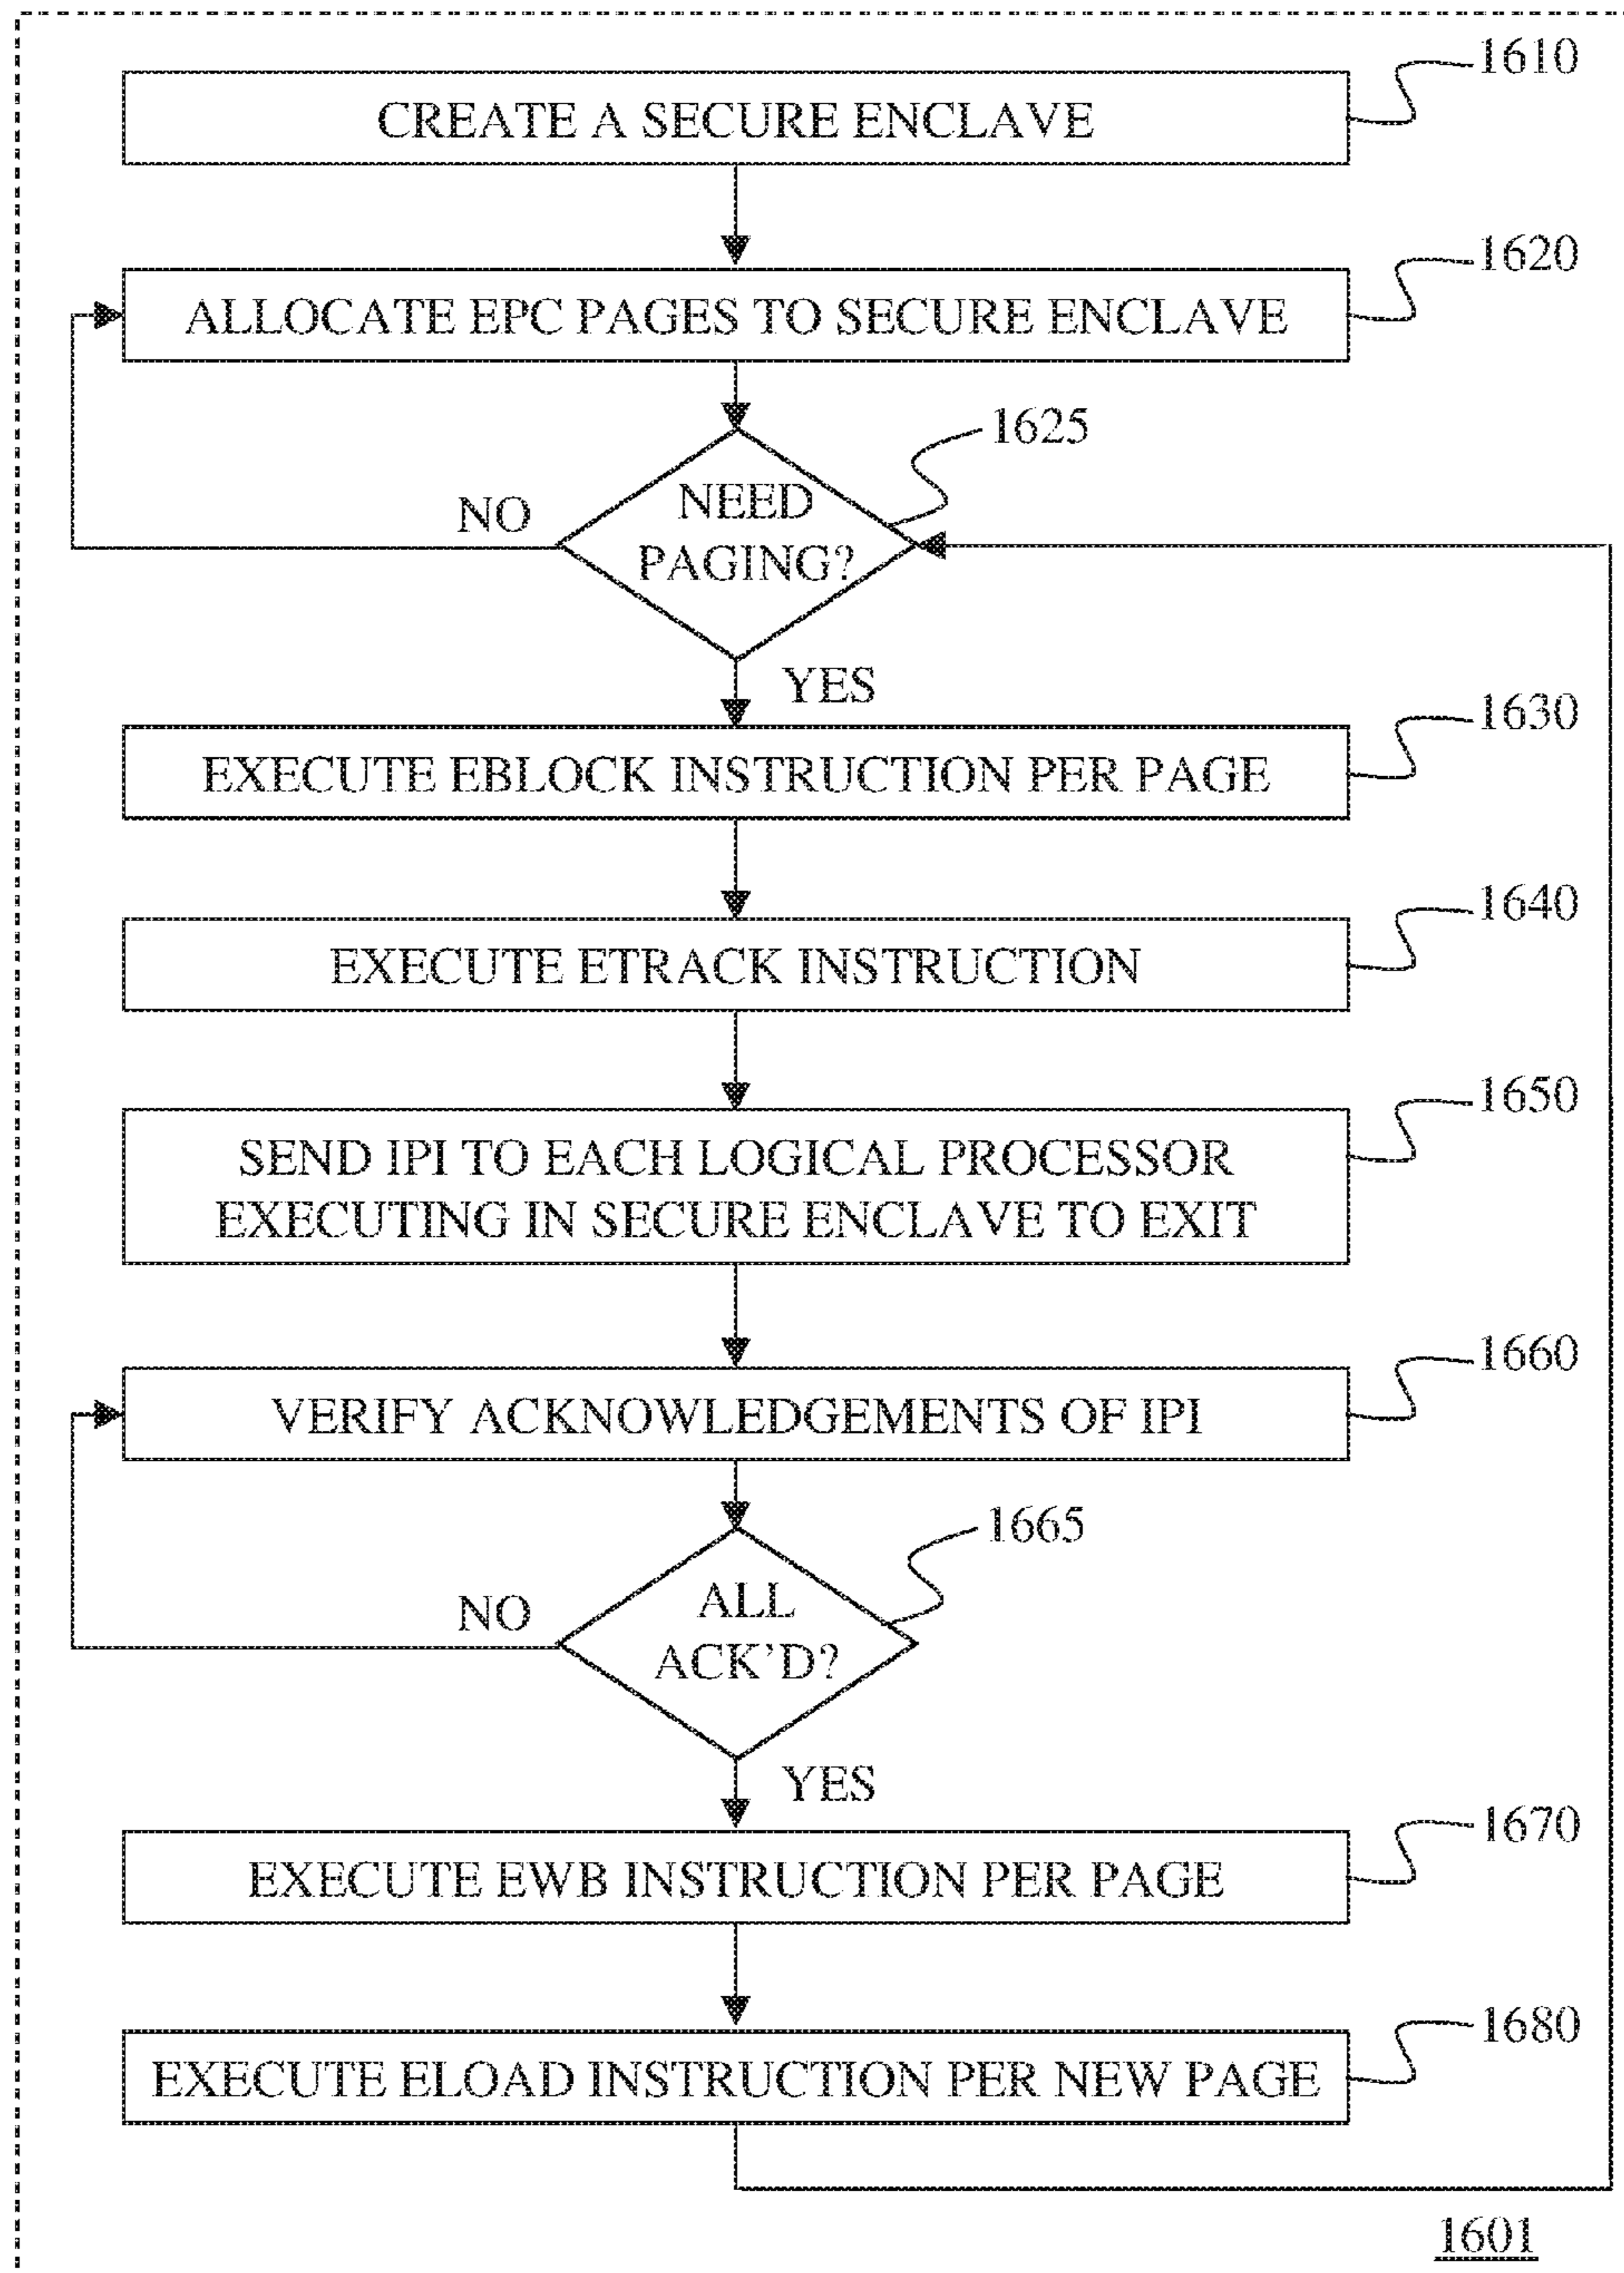 1610
CREATE A SECURE ENCLAVE
1620
ALLOCATE EPC PAGES TO SECURE ENCLAVE
1625
NEED
PAGING?
NO
YES
1630
EXECUTE EBLOCK INSTRUCTION PER PAGE
1640
EXECUTE ETRACK INSTRUCTION
1650
SEND IPI TO EACH LOGICAL PROCESSOR
EXECUTING IN SECURE ENCLAVE TO EXIT
1660
VERIFY ACKNOWLEDGEMENTS OF IPI
1665
ALL
ACK'D?
NO
YES
1670
EXECUTE EWB INSTRUCTION PER PAGE
1680
EXECUTE ELOAD INSTRUCTION PER NEW PAGE
1601